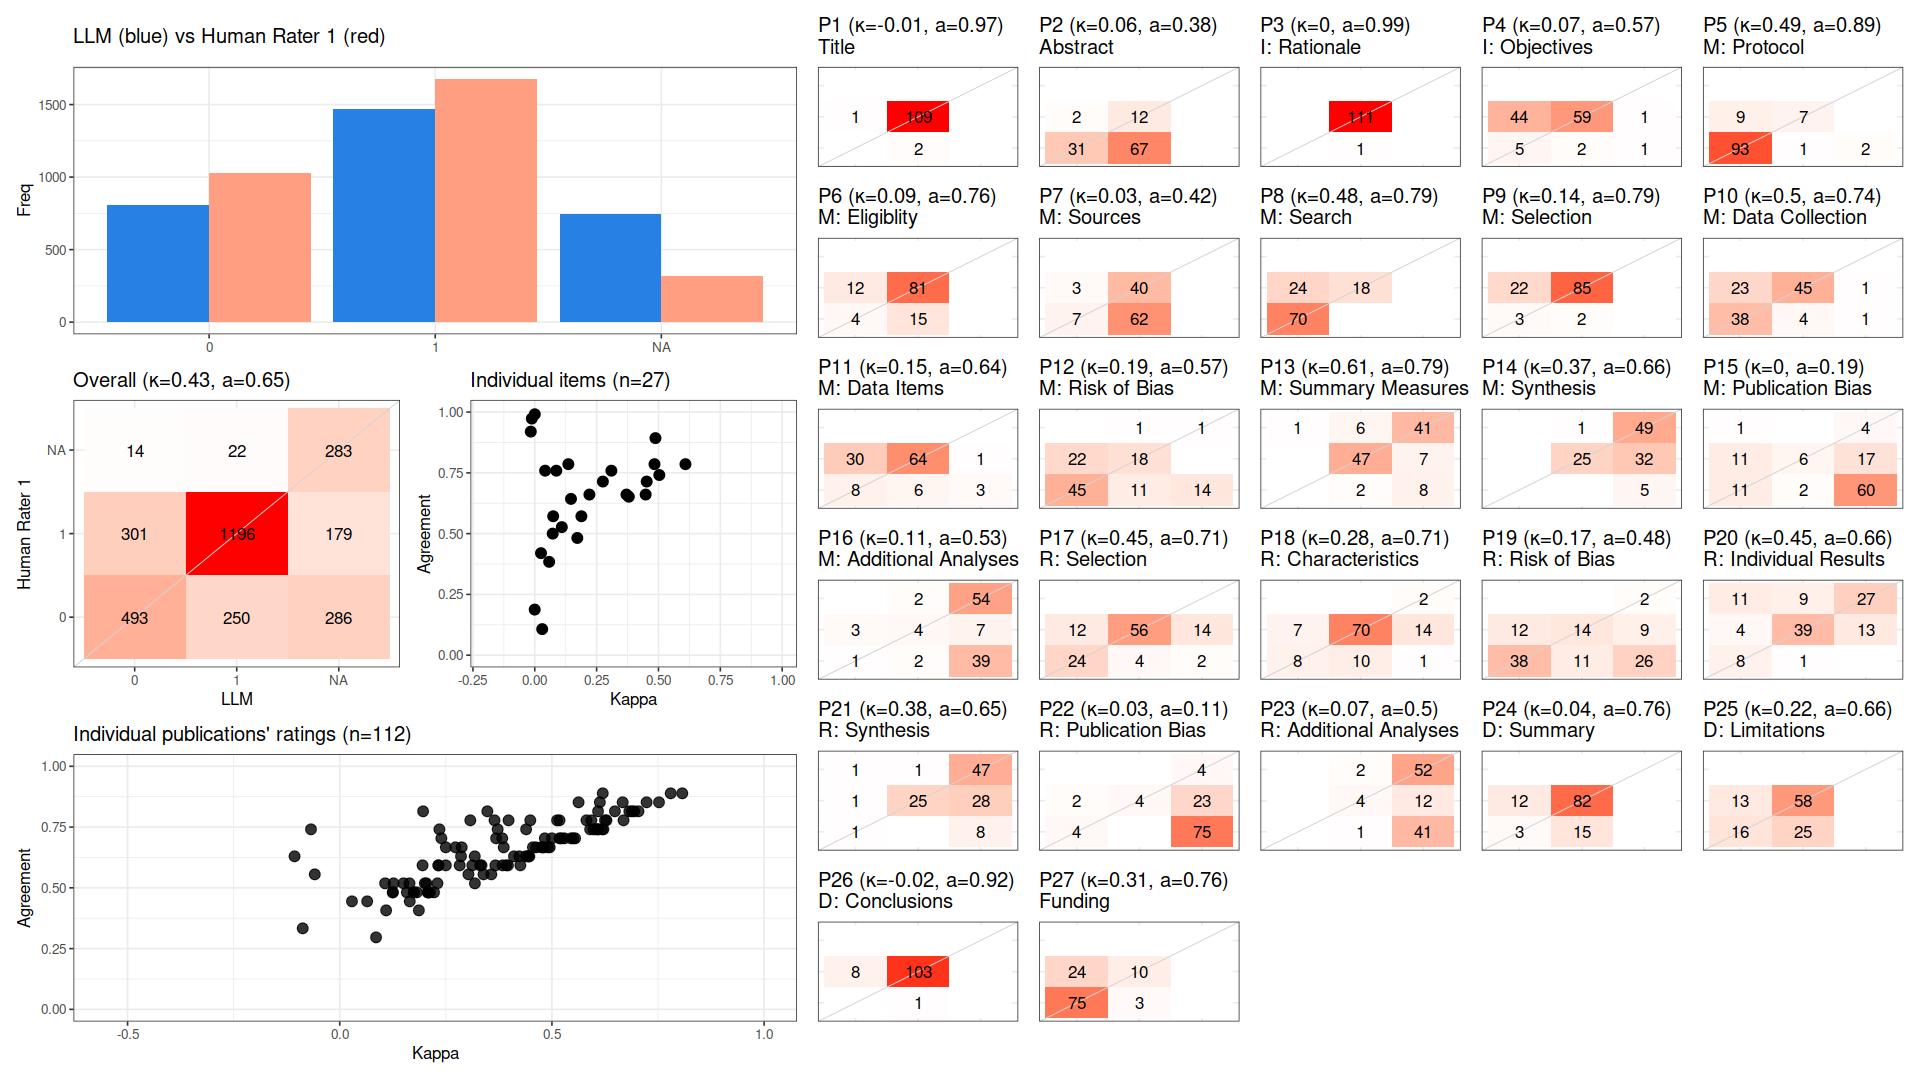 LLM (blue) vs Human Rater 1 (red)
Freq
1500
1000
500
0
0 1 NA
Overall (κ=0.43, a=0.65)
Human Rater 1
NA 14 22 283
1 301 1196 179
0 493 250 286
0 1 NA
LLM
Individual items (n=27)
Agreement
1.00
0.75
0.50
0.25
0.00
-0.25 0.00 0.25 0.50 0.75 1.00
Kappa
Individual publications' ratings (n=112)
Agreement
1.00
0.75
0.50
0.25
0.00
-0.5 0.0 0.5 1.0
Kappa
P1 (κ=-0.01, a=0.97)
Title
1 109
2
P2 (κ=0.06, a=0.38)
Abstract
2 12
31 67
P3 (κ=0, a=0.99)
I: Rationale
111
1
P4 (κ=0.07, a=0.57)
I: Objectives
44 59 1
5 2 1
P5 (κ=0.49, a=0.89)
M: Protocol
9 7
93 1 2
P6 (κ=0.09, a=0.76)
M: Eligiblity
12 81
4 15
P7 (κ=0.03, a=0.42)
M: Sources
3 40
7 62
P8 (κ=0.48, a=0.79)
M: Search
24 18
70
P9 (κ=0.14, a=0.79)
M: Selection
22 85
3 2
P10 (κ=0.5, a=0.74)
M: Data Collection
23 45 1
38 4 1
P11 (κ=0.15, a=0.64)
M: Data Items
30 64 1
8 6 3
P12 (κ=0.19, a=0.57)
M: Risk of Bias
1 1
22 18
45 11 14
P13 (κ=0.61, a=0.79)
M: Summary Measures
1 6 41
47 7
2 8
P14 (κ=0.37, a=0.66)
M: Synthesis
1 49
25 32
5
P15 (κ=0, a=0.19)
M: Publication Bias
1 4
11 6 17
11 2 60
P16 (κ=0.11, a=0.53)
M: Additional Analyses
2 54
3 4 7
1 2 39
P17 (κ=0.45, a=0.71)
R: Selection
12 56 14
24 4 2
P18 (κ=0.28, a=0.71)
R: Characteristics
2
7 70 14
8 10 1
P19 (κ=0.17, a=0.48)
R: Risk of Bias
2
12 14 9
38 11 26
P20 (κ=0.45, a=0.66)
R: Individual Results
11 9 27
4 39 13
8 1
P21 (κ=0.38, a=0.65)
R: Synthesis
1 1 47
1 25 28
1 8
P22 (κ=0.03, a=0.11)
R: Publication Bias
4
2 4 23
4 75
P23 (κ=0.07, a=0.5)
R: Additional Analyses
2 52
4 12
1 41
P24 (κ=0.04, a=0.76)
D: Summary
12 82
3 15
P25 (κ=0.22, a=0.66)
D: Limitations
13 58
16 25
P26 (κ=-0.02, a=0.92)
D: Conclusions
8 103
1
P27 (κ=0.31, a=0.76)
Funding
24 10
75 3